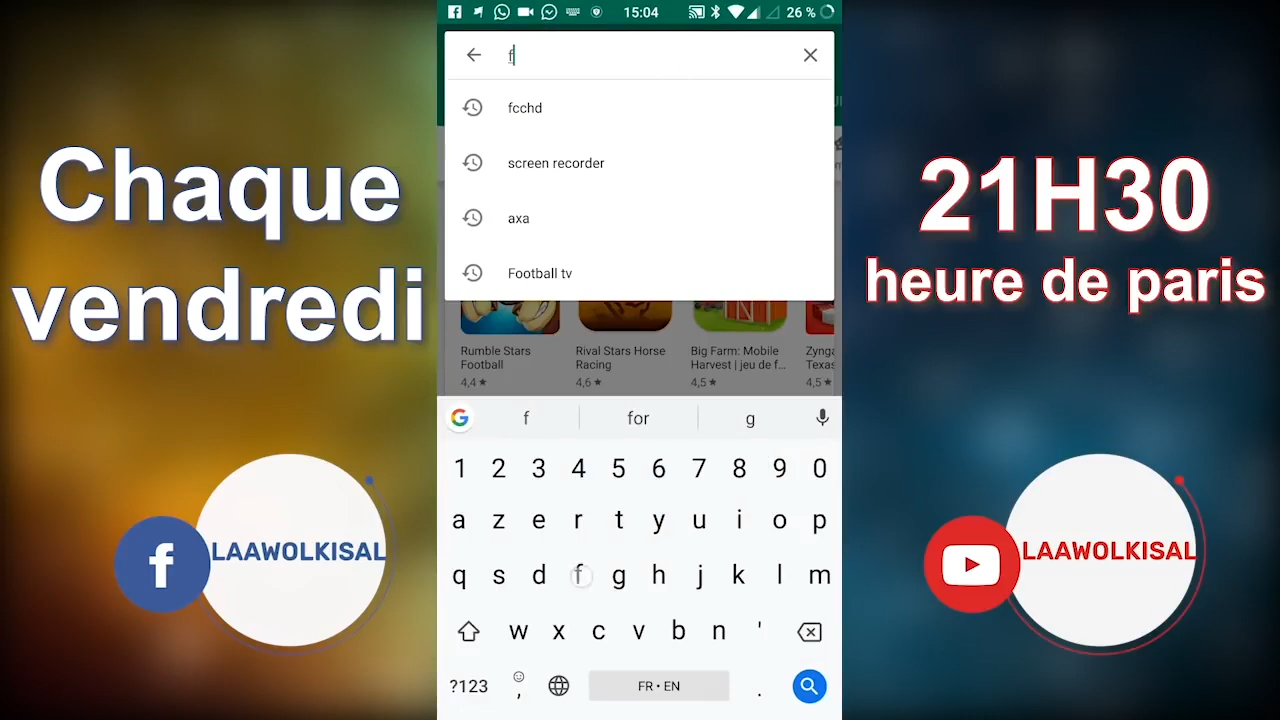 Chaque
vendredi
f
LAAWOLKISAL
15:04
26 %
f
fcchd
screen recorder
axa
Football tv
Rumble Stars
Football
4,4★
Rival Stars Horse
Racing
4,6★
Big Farm: Mobile
Harvest | jeu de f...
4,5★
Zynga
Texas
4,5★
G f for g
1 2 3 4 5 6 7 8 9 0
a z e r t y u i o p
q s d f g h j k l m
w x c v b n '
?123 , FR • EN .
21H30
heure de paris
LAAWOLKISAL